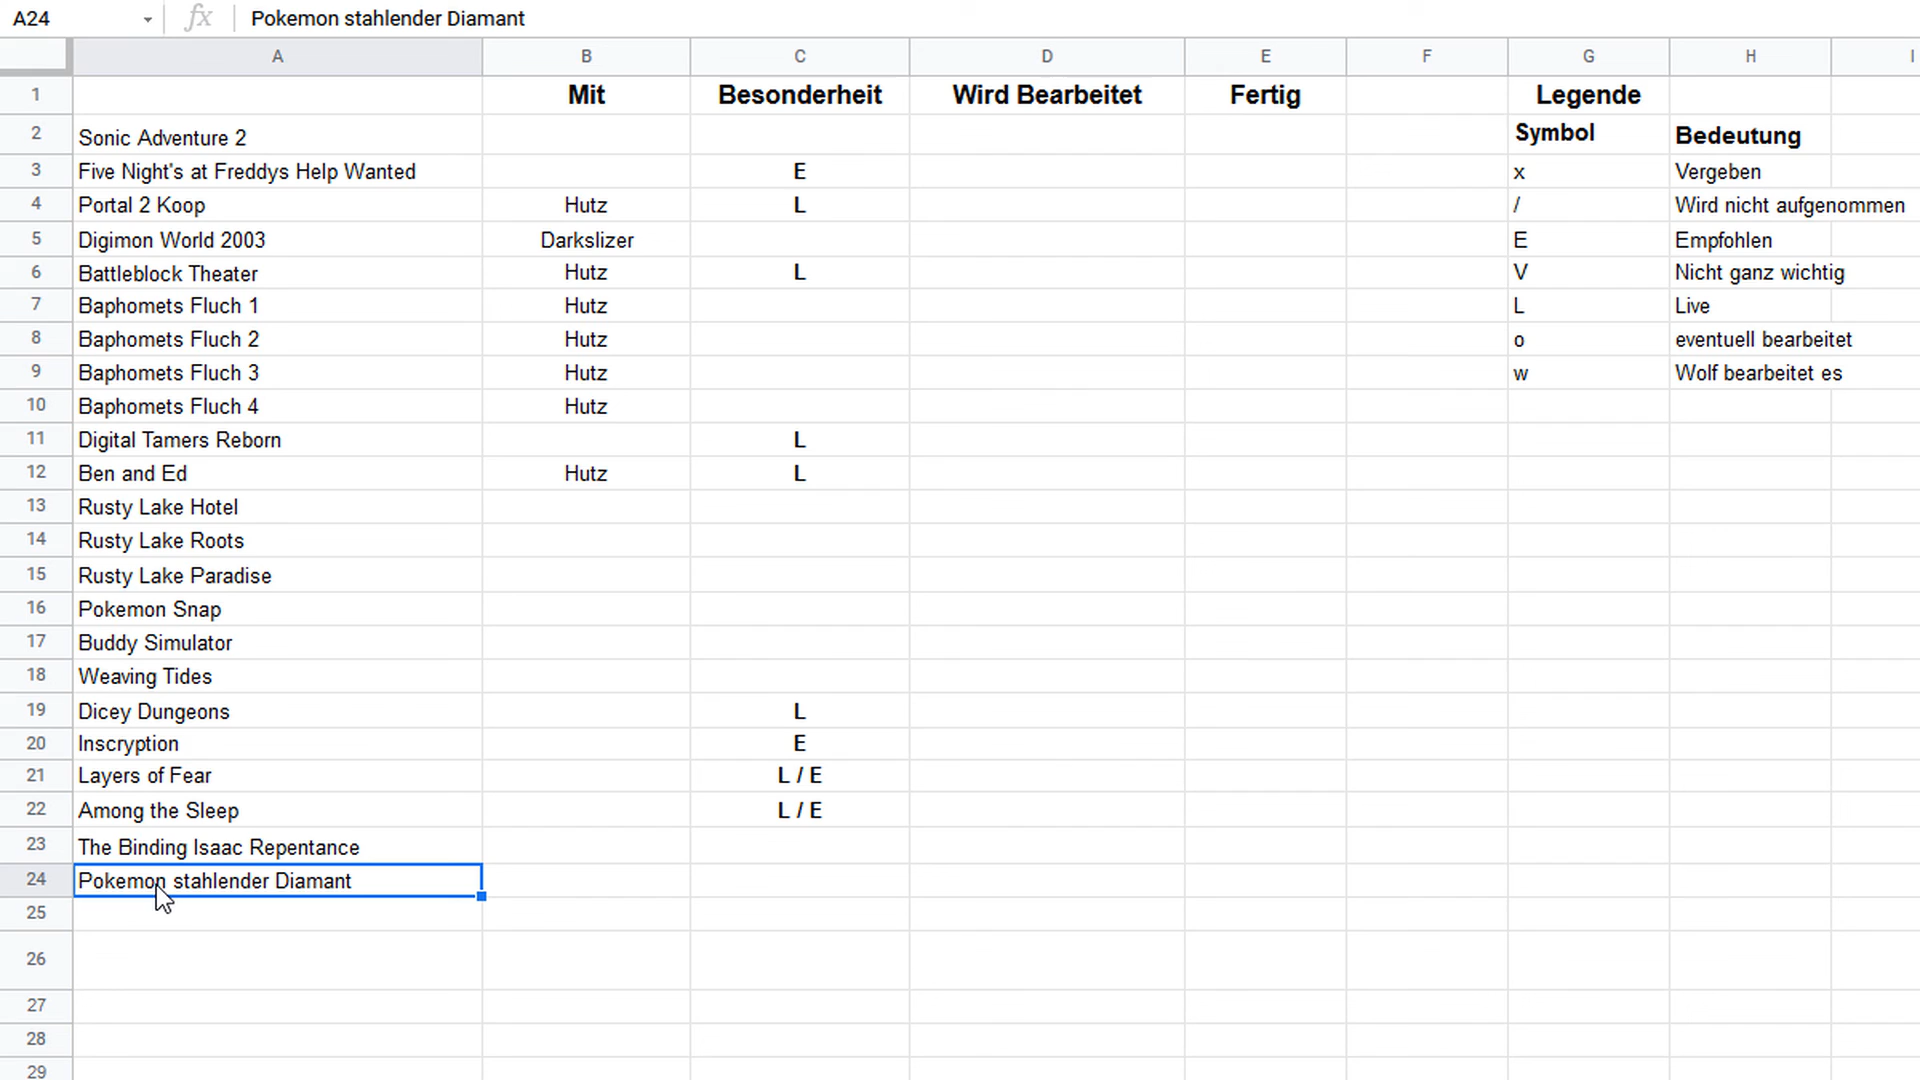 A24 fx Pokemon stahlender Diamant
A B C D E F G H I
1 Mit Besonderheit Wird Bearbeitet Fertig Legende
2 Sonic Adventure 2 Symbol Bedeutung
3 Five Night's at Freddys Help Wanted E x Vergeben
4 Portal 2 Koop Hutz L / Wird nicht aufgenommen
5 Digimon World 2003 Darkslizer E Empfohlen
6 Battleblock Theater Hutz L V Nicht ganz wichtig
7 Baphomets Fluch 1 Hutz L Live
8 Baphomets Fluch 2 Hutz o eventuell bearbeitet
9 Baphomets Fluch 3 Hutz w Wolf bearbeitet es
10 Baphomets Fluch 4 Hutz
11 Digital Tamers Reborn L
12 Ben and Ed Hutz L
13 Rusty Lake Hotel
14 Rusty Lake Roots
15 Rusty Lake Paradise
16 Pokemon Snap
17 Buddy Simulator
18 Weaving Tides
19 Dicey Dungeons L
20 Inscryption E
21 Layers of Fear L / E
22 Among the Sleep L / E
23 The Binding Isaac Repentance
24 Pokemon stahlender Diamant
25
26
27
28
29